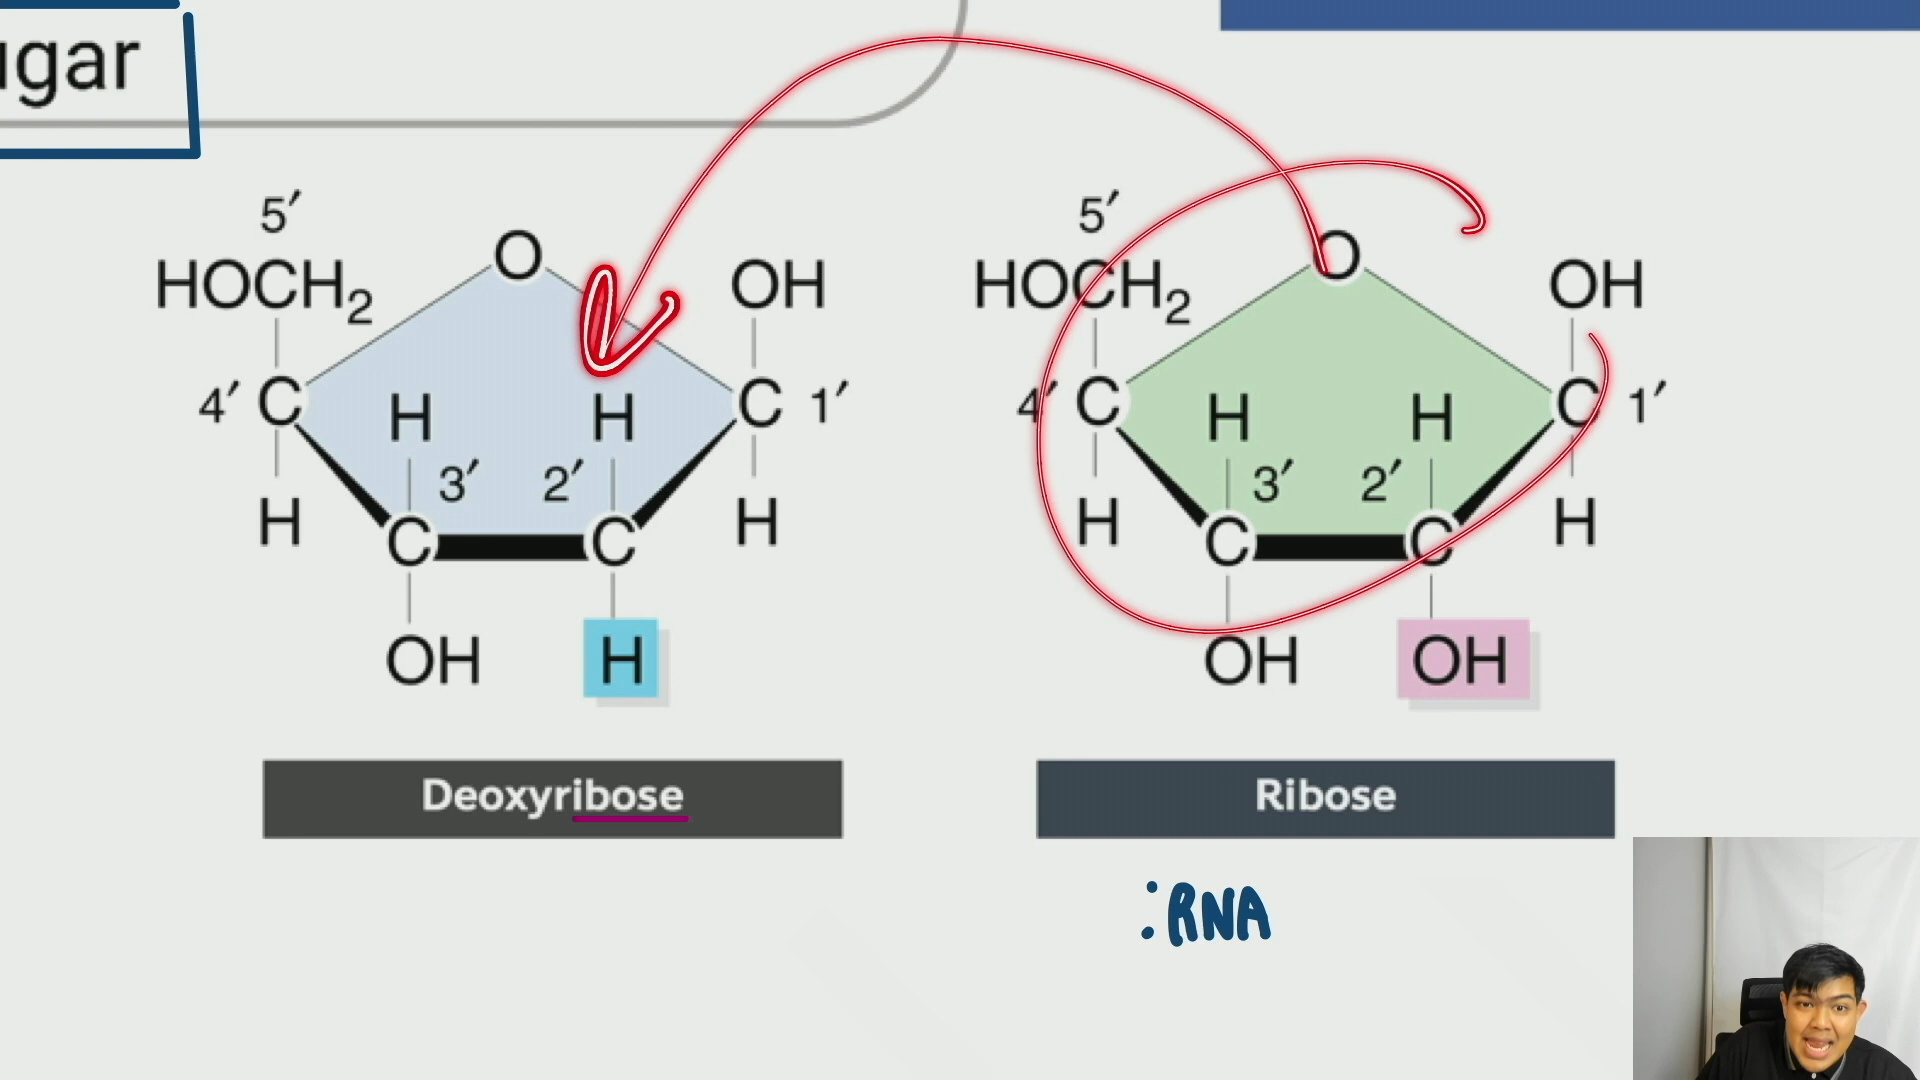 ugar
5′ 5′
HOCH₂ O OH HOCH₂ O OH
4′ C H H C 1′ 4′ C H H C 1′
3′ 2′ 3′ 2′
H C C H H C C H
OH H OH OH
Deoxyribose Ribose
: RNA